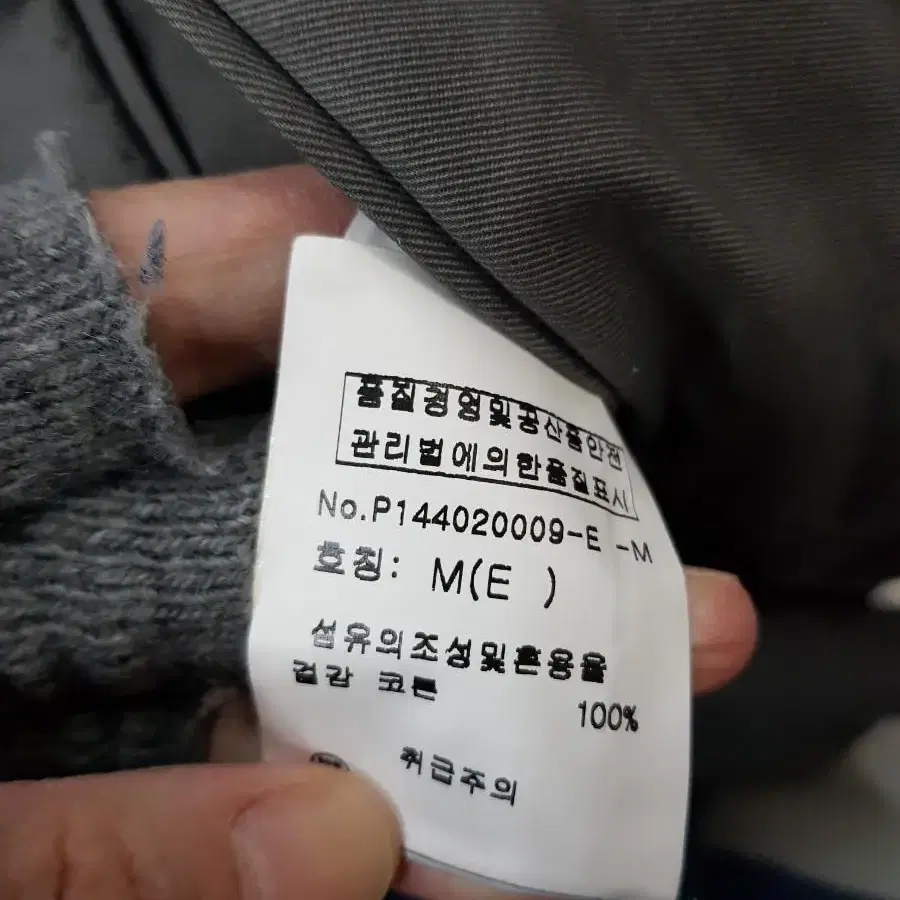 품질경영및공산품안전
관리법에의한품질표시
No.P144020009-E -M
호칭: M(E )
섬유의조성및혼용율
겉감 코튼
100%
취급주의